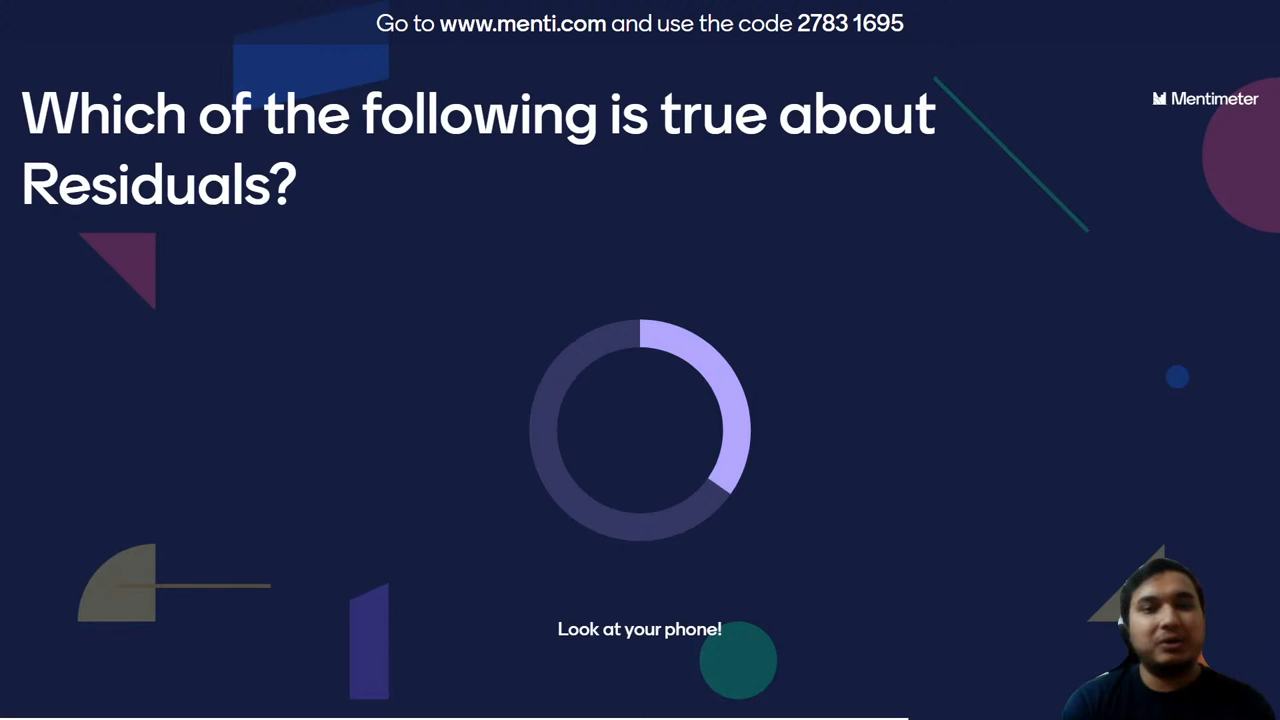 Go to www.menti.com and use the code 2783 1695
Mentimeter
Which of the following is true about
Residuals?
Look at your phone!